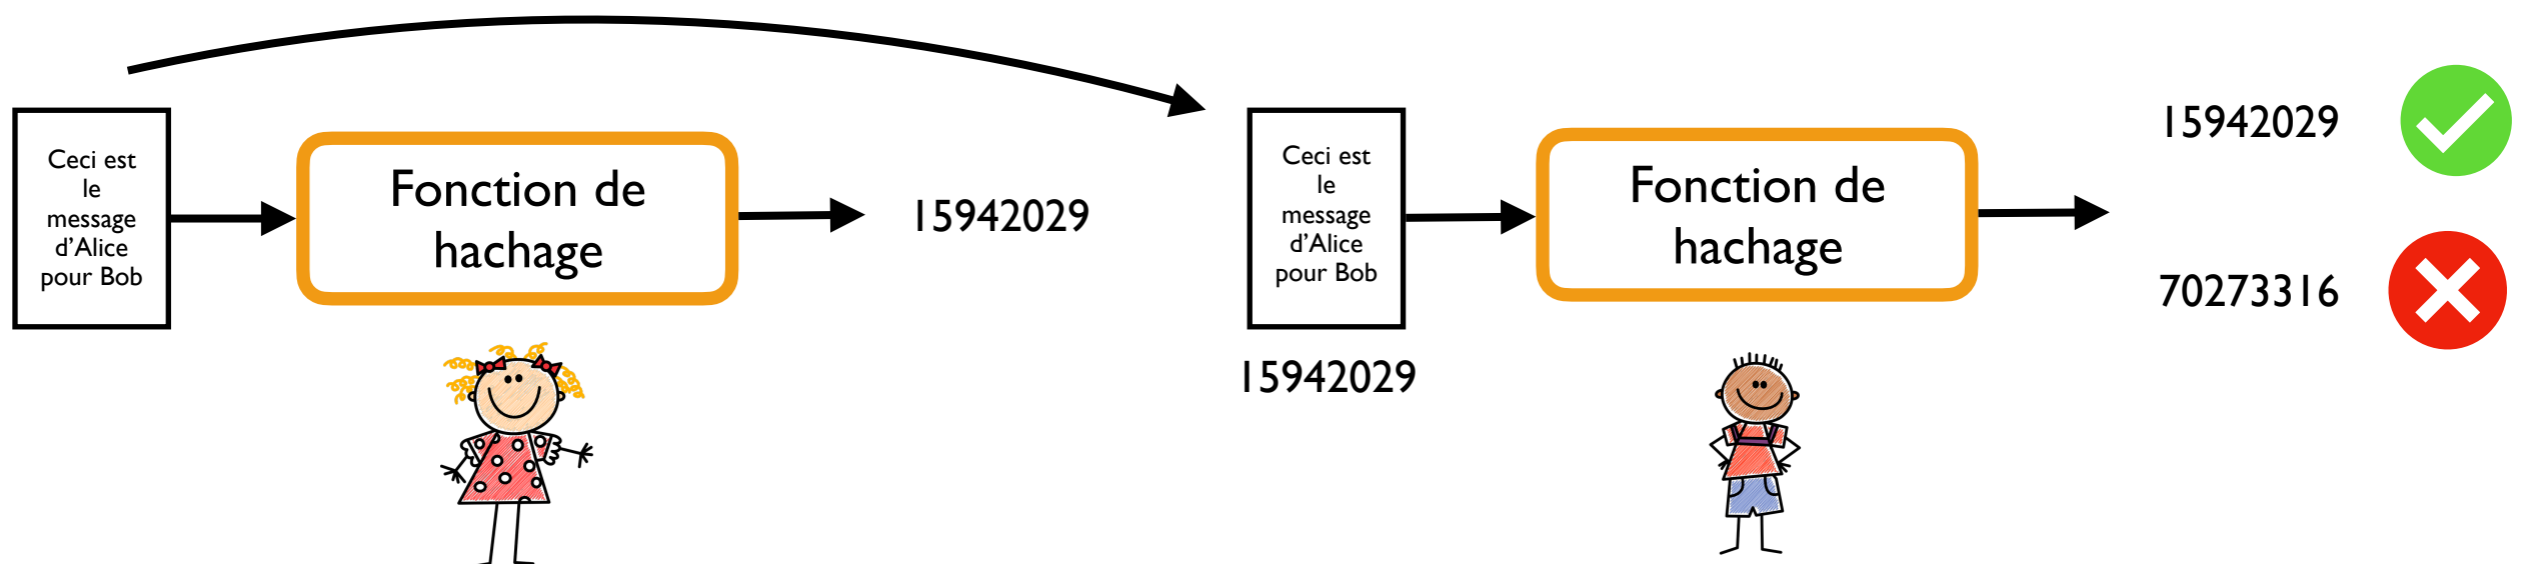 Ceci est
le
message
d’Alice
pour Bob
Fonction de
hachage
15942029
Ceci est
le
message
d’Alice
pour Bob
15942029
Fonction de
hachage
15942029
70273316